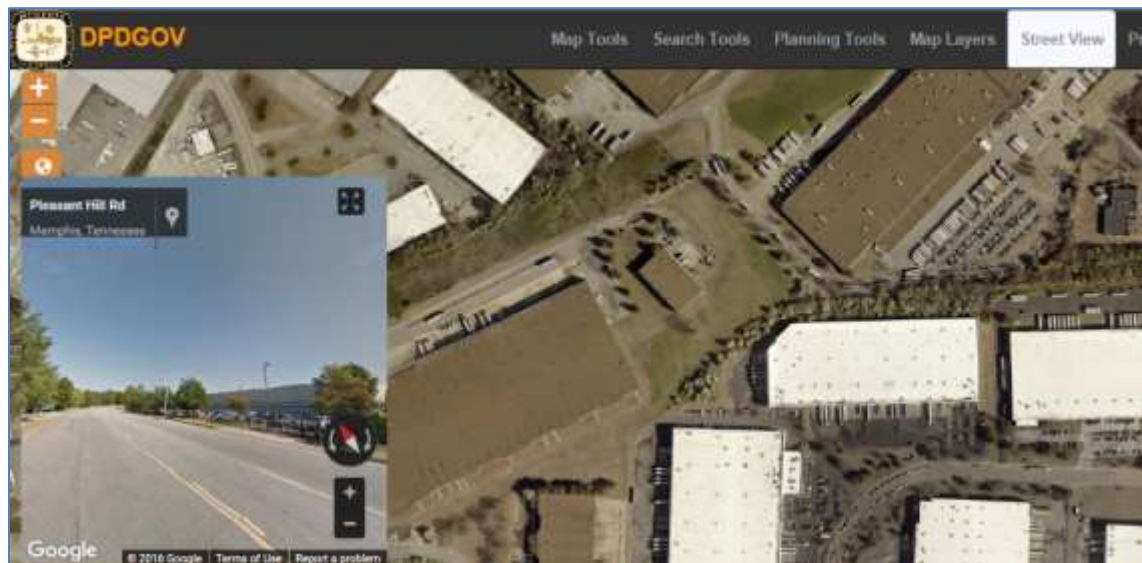 DPDGOV
Map Tools Search Tools Planning Tools Map Layers Street View
+
−
Pleasant Hill Rd
Memphis, Tennessee
+
−
Google
© 2016 Google Terms of Use Report a problem